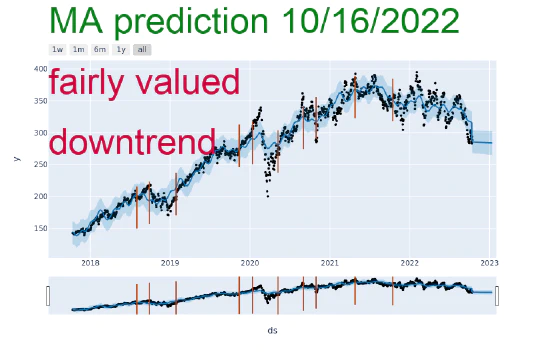 MA prediction 10/16/2022
1w 1m 6m 1y all
fairly valued
downtrend
400
350
300
250
200
150
y
2018 2019 2020 2021 2022 2023
ds